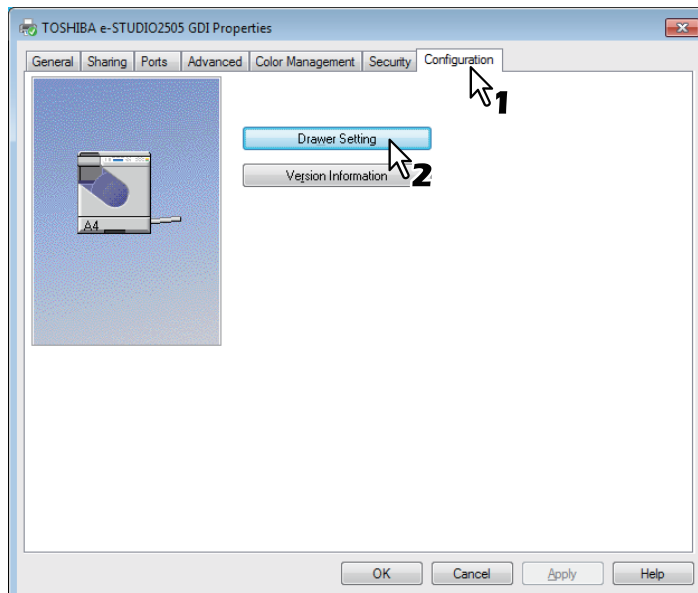 TOSHIBA e-STUDIO2505 GDI Properties
General Sharing Ports Advanced Color Management Security Configuration
1
Drawer Setting
2
Version Information
A4
OK Cancel Apply Help